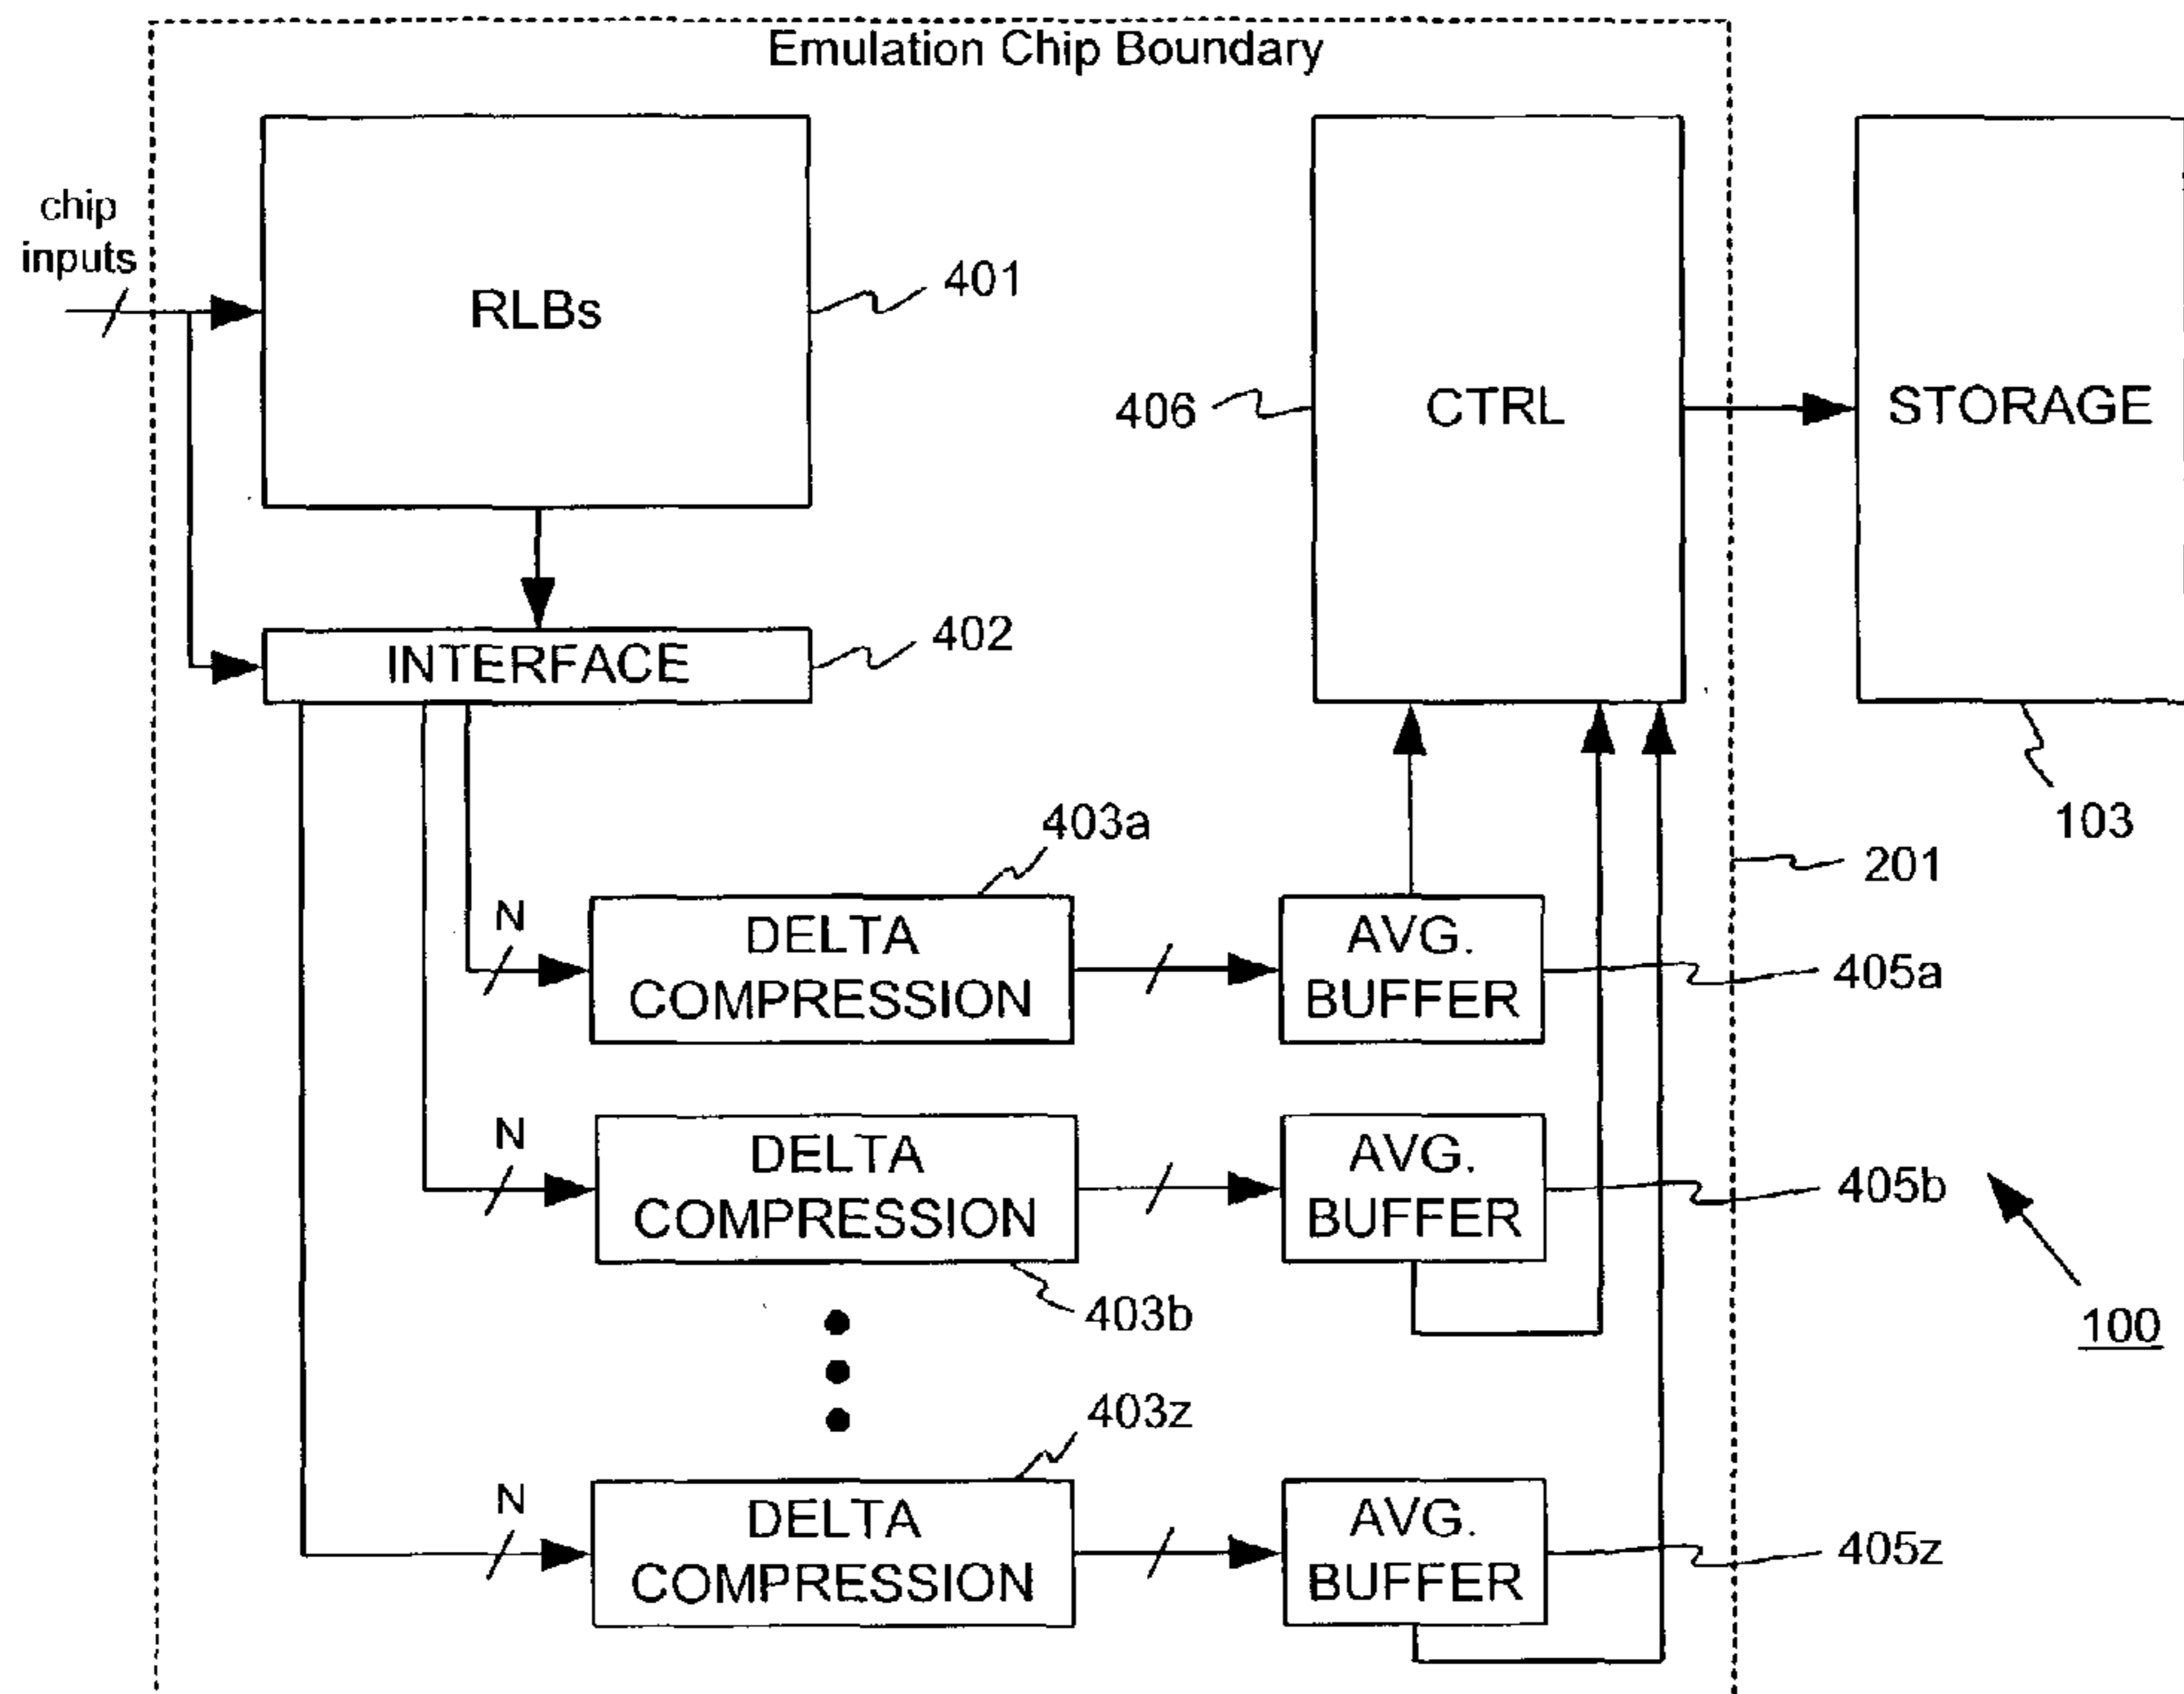 Emulation Chip Boundary
chip
inputs
RLBs
401
406
CTRL
STORAGE
INTERFACE
402
103
201
403a
N
DELTA
COMPRESSION
AVG.
BUFFER
405a
N
DELTA
COMPRESSION
AVG.
BUFFER
405b
403b
100
403z
N
DELTA
COMPRESSION
AVG.
BUFFER
405z